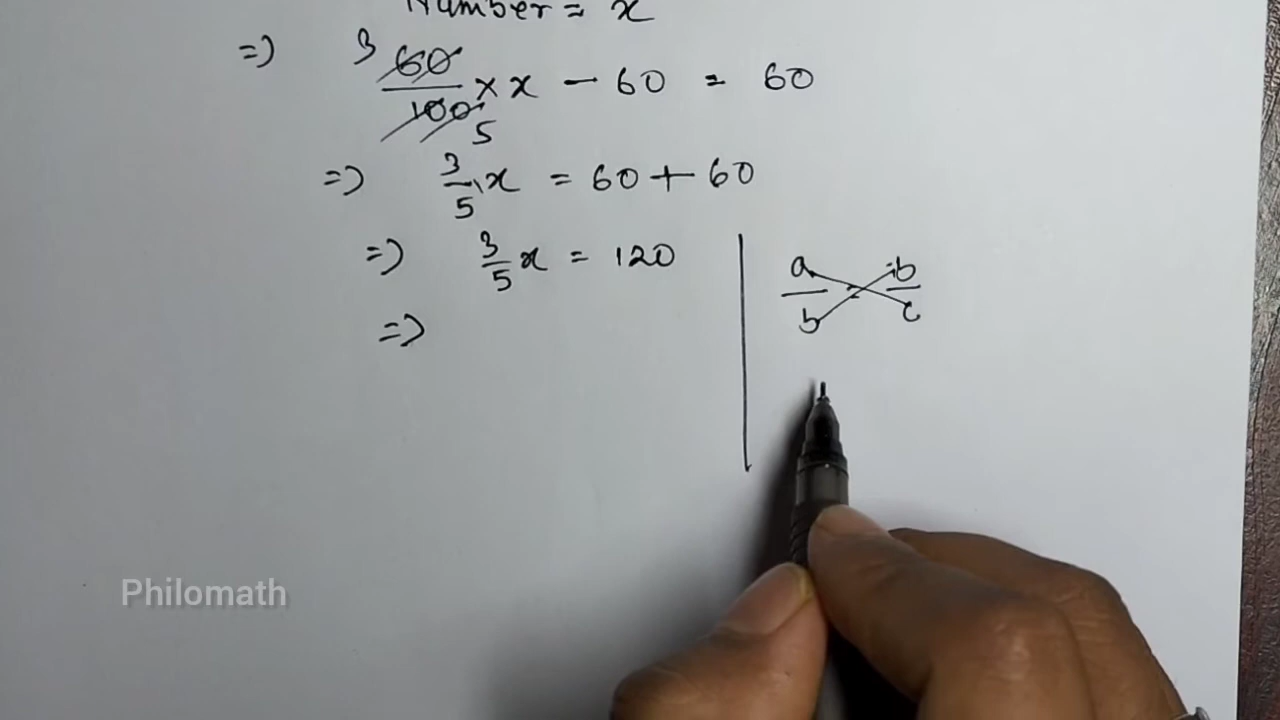 Number = x
=> 3 60/100 5 × x - 60 = 60
=> 3/5 x = 60 + 60
=> 3/5 x = 120
a/b = b/c
=>
Philomath